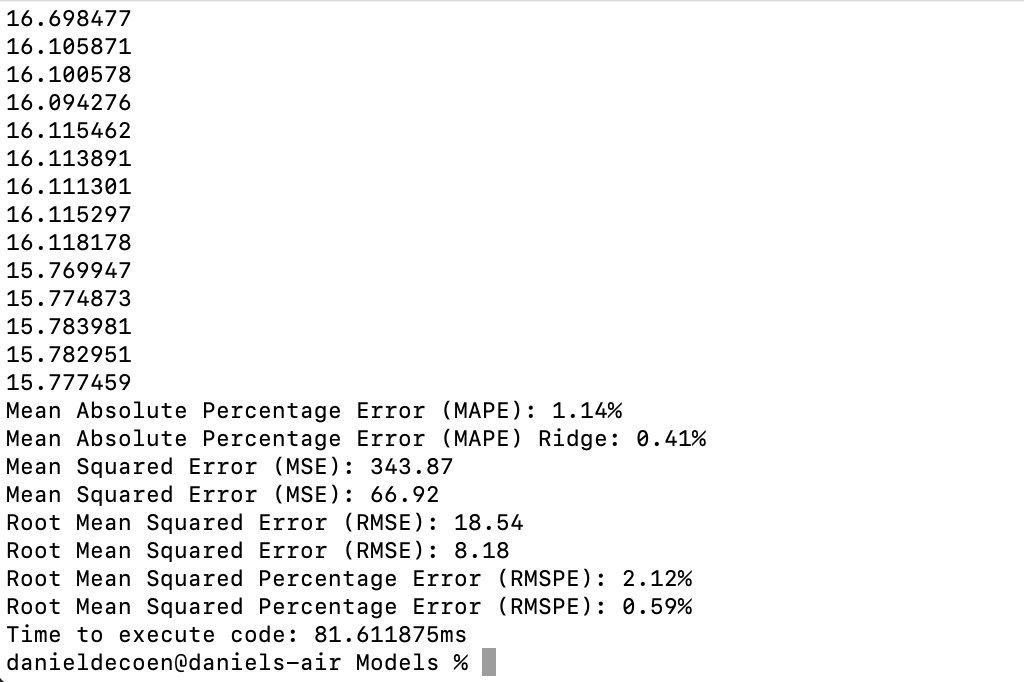 16.698477
16.105871
16.100578
16.094276
16.115462
16.113891
16.111301
16.115297
16.118178
15.769947
15.774873
15.783981
15.782951
15.777459
Mean Absolute Percentage Error (MAPE): 1.14%
Mean Absolute Percentage Error (MAPE) Ridge: 0.41%
Mean Squared Error (MSE): 343.87
Mean Squared Error (MSE): 66.92
Root Mean Squared Error (RMSE): 18.54
Root Mean Squared Error (RMSE): 8.18
Root Mean Squared Percentage Error (RMSPE): 2.12%
Root Mean Squared Percentage Error (RMSPE): 0.59%
Time to execute code: 81.611875ms
danieldecoen@daniels-air Models %